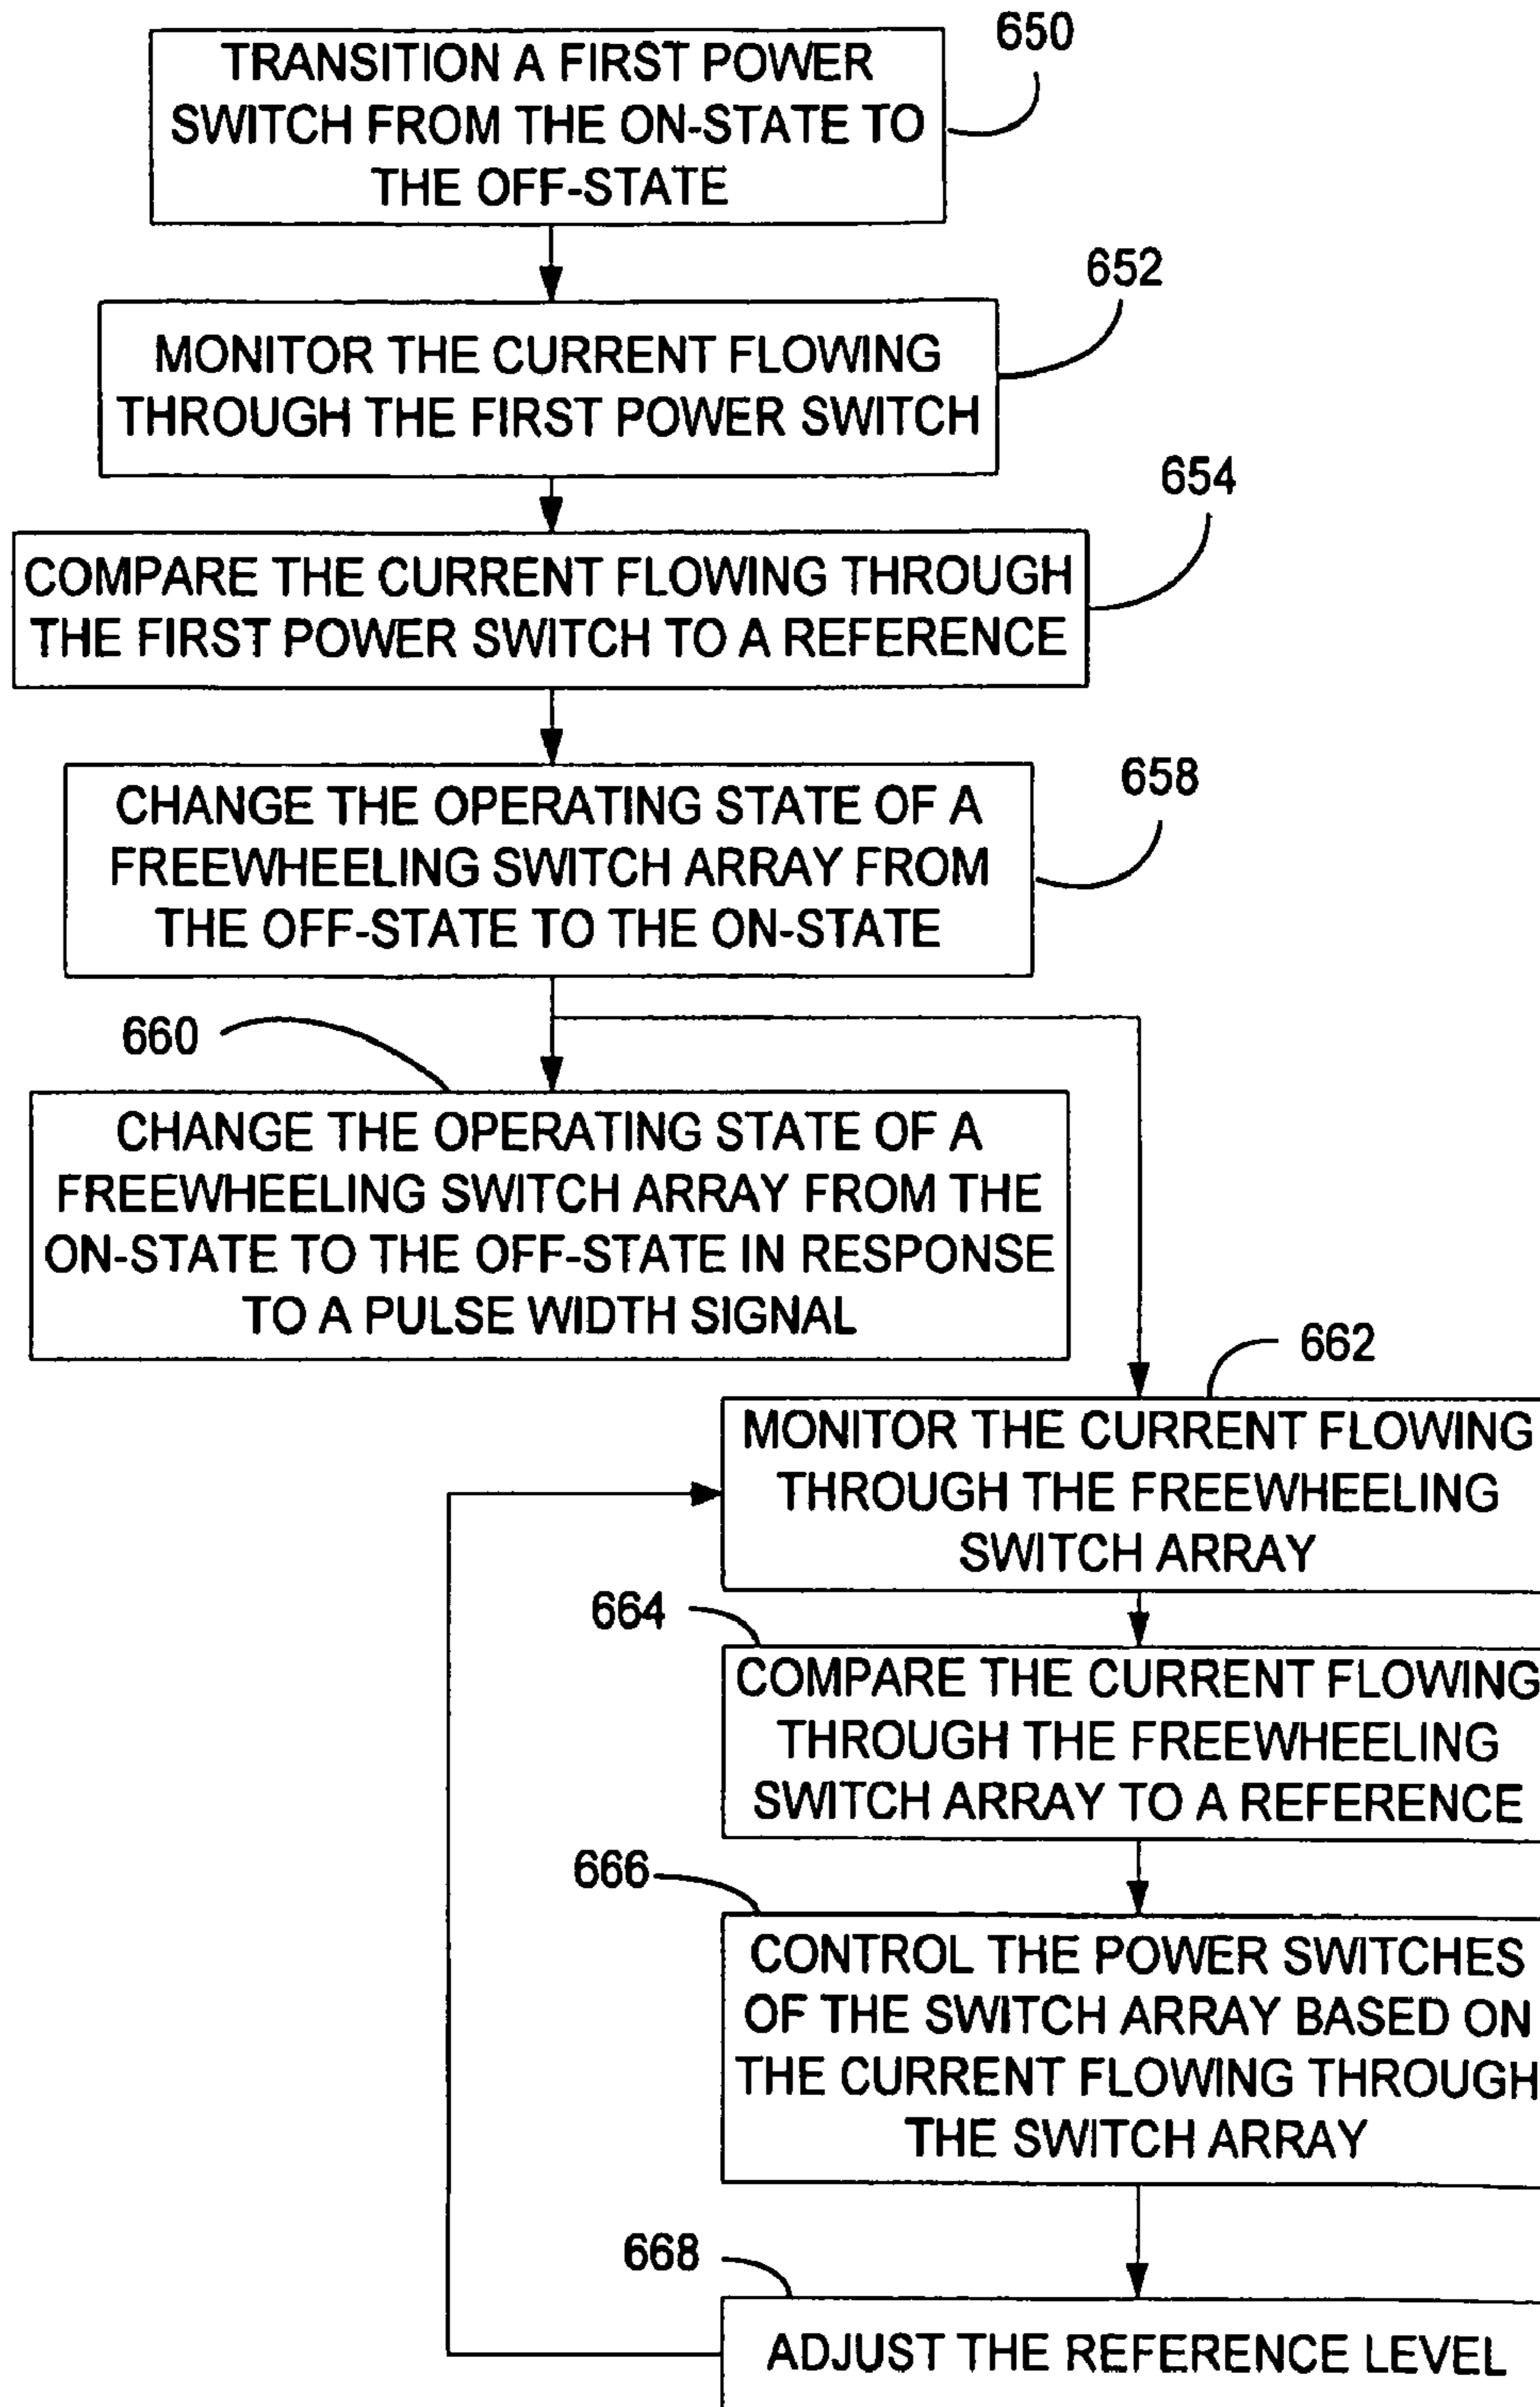 650
TRANSITION A FIRST POWER
SWITCH FROM THE ON-STATE TO
THE OFF-STATE
652
MONITOR THE CURRENT FLOWING
THROUGH THE FIRST POWER SWITCH
654
COMPARE THE CURRENT FLOWING THROUGH
THE FIRST POWER SWITCH TO A REFERENCE
658
CHANGE THE OPERATING STATE OF A
FREEWHEELING SWITCH ARRAY FROM
THE OFF-STATE TO THE ON-STATE
660
CHANGE THE OPERATING STATE OF A
FREEWHEELING SWITCH ARRAY FROM THE
ON-STATE TO THE OFF-STATE IN RESPONSE
TO A PULSE WIDTH SIGNAL
662
MONITOR THE CURRENT FLOWING
THROUGH THE FREEWHEELING
SWITCH ARRAY
664
COMPARE THE CURRENT FLOWING
THROUGH THE FREEWHEELING
SWITCH ARRAY TO A REFERENCE
666
CONTROL THE POWER SWITCHES
OF THE SWITCH ARRAY BASED ON
THE CURRENT FLOWING THROUGH
THE SWITCH ARRAY
668
ADJUST THE REFERENCE LEVEL